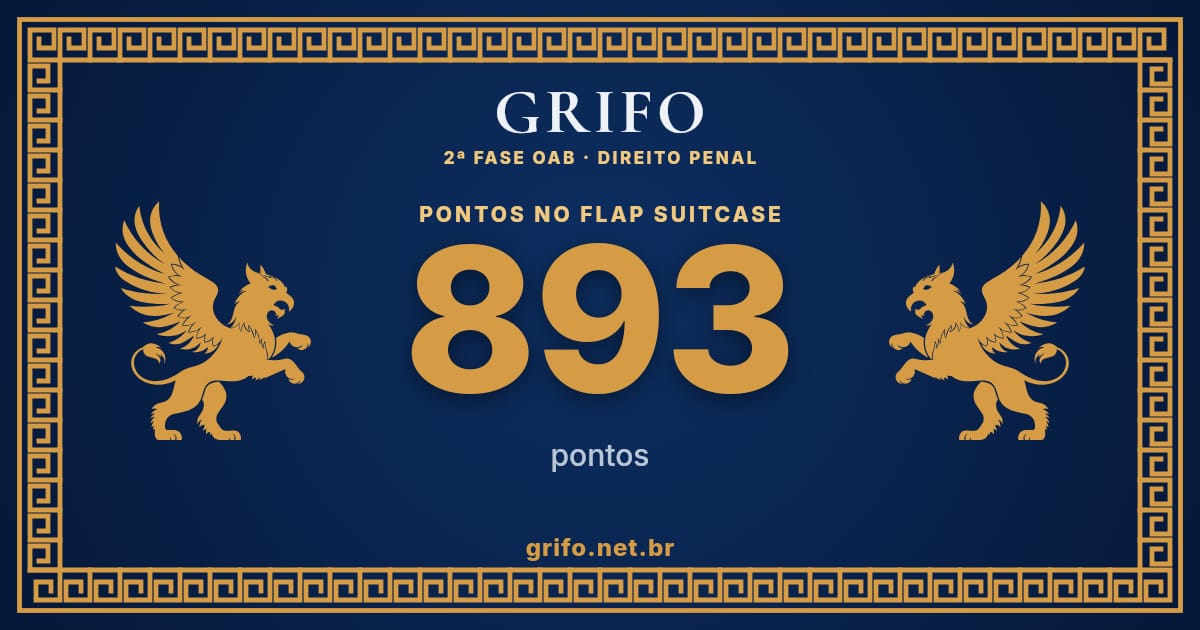 GRIFO
2ª FASE OAB · DIREITO PENAL
PONTOS NO FLAP SUITCASE
893
pontos
grifo.net.br